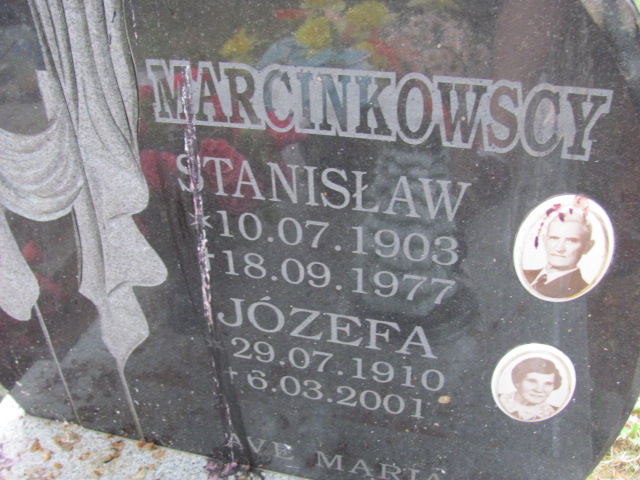 MARCINKOWSCY
STANISŁAW
* 10.07.1903
† 18.09.1977
JÓZEFA
* 29.07.1910
† 6.03.2001
AVE MARIA